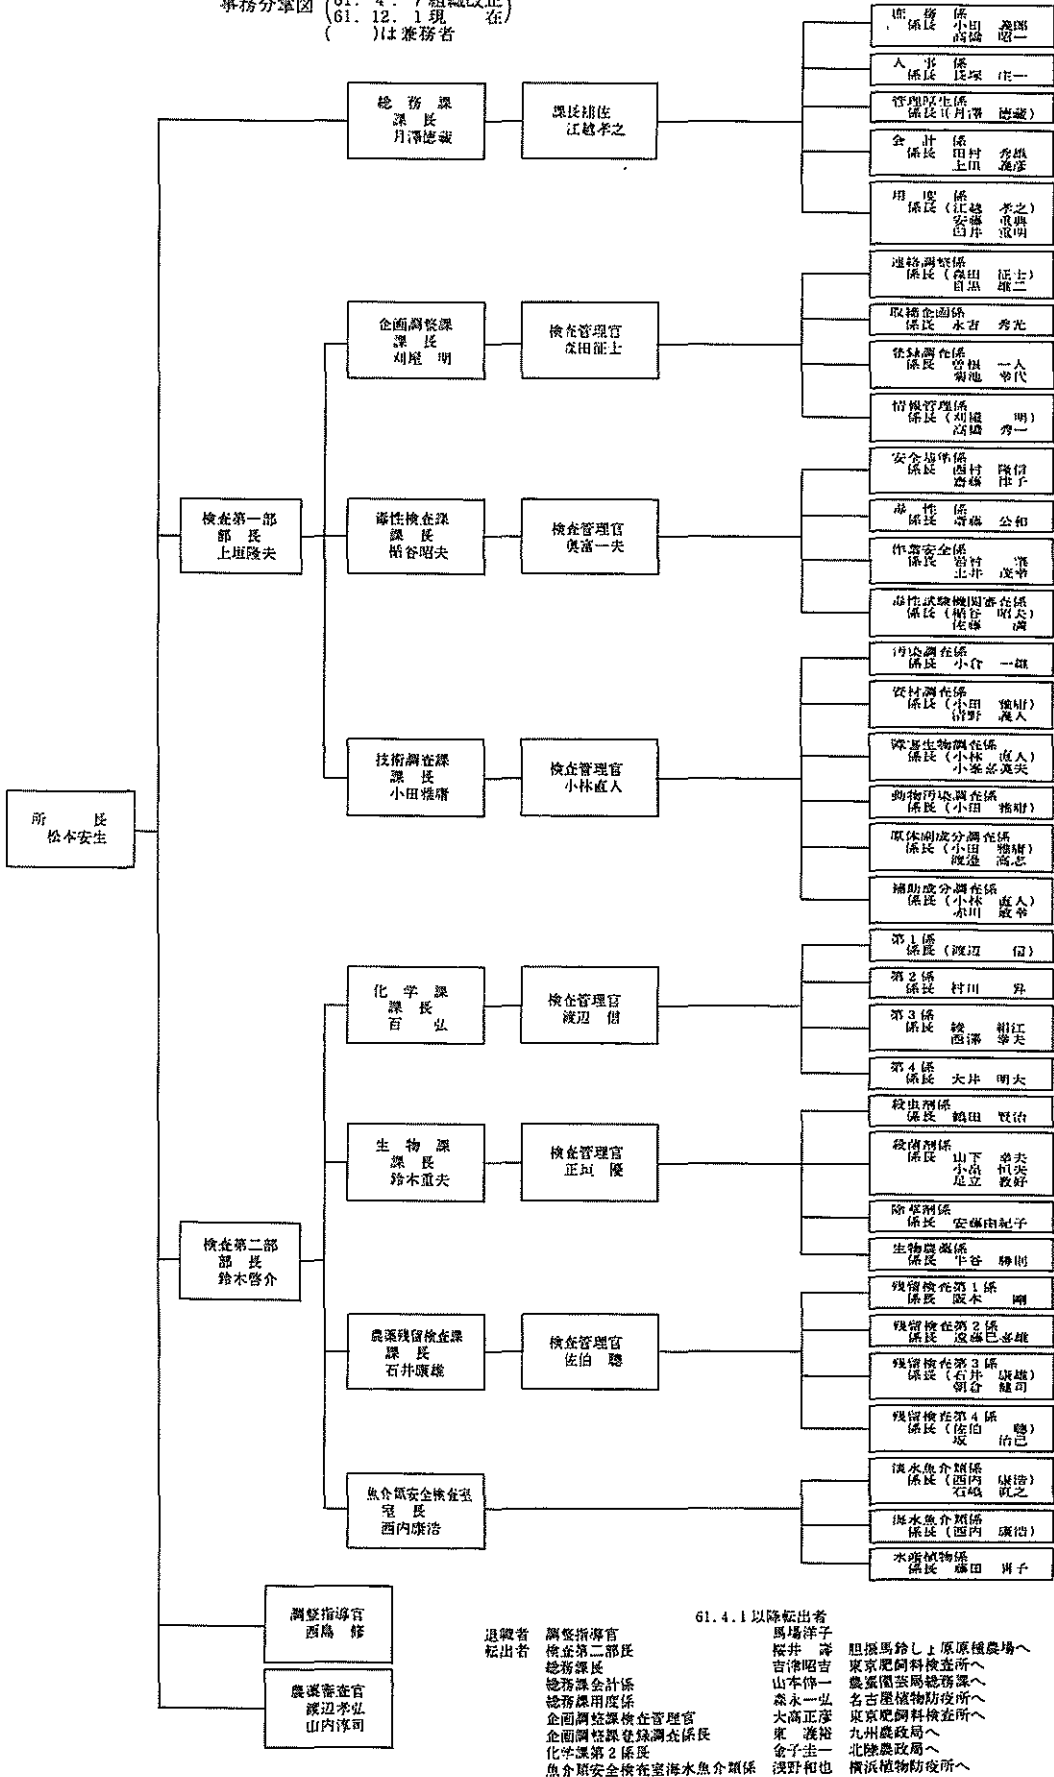 事務分掌図
61. 4. 7 組織改正
61. 12. 1 現 在
( )は兼務者
所 長
松本安生
総 務 課
課 長
月澤徳蔵
課長補佐
江越孝之
庶 務 係
係長 小田 義郎
高橋 昭一
人 事 係
係長 長塚 庄一
管理厚生係
係長(月澤 徳蔵)
会 計 係
係長 田村 秀雄
上田 義彦
用 度 係
係長(江越 孝之)
安藤 重典
臼井 宣明
検査第一部
部 長
上垣隆夫
企画調整課
課 長
刈屋 明
検査管理官
森田征士
連絡調整係
係長(森田 征士)
目黒 雄二
取締企画係
係長 永吉 秀光
登録調査係
係長 曽根 一人
菊池 幸代
情報管理係
係長(刈屋 明)
高橋 秀一
毒性検査課
課 長
楯谷昭夫
検査管理官
奥富一夫
安全基準係
係長 西村 隆信
齋藤 律子
毒 性 係
係長 斎藤 公和
作業安全係
係長 岩村
土井 茂幸
毒性試験機関審査係
係長(楯谷 昭夫)
佐藤 満
技術調査課
課 長
小田雅庸
検査管理官
小林直人
汚染調査係
係長 小倉 一雄
資材調査係
係長(小田 雅庸)
清野 義人
障害生物調査係
係長(小林 直人)
小峯喜美夫
動物汚染調査係
係長(小田 雅庸)
原体副成分調査係
係長(小田 雅庸)
渡邉 高志
補助成分調査係
係長(小林 直人)
赤川 敏幸
検査第二部
部 長
鈴木啓介
化 学 課
課 長
百 弘
検査管理官
渡辺 信
第1係
係長(渡辺 信)
第2係
係長 村川 昇
第3係
係長 綾 絹江
西澤 幸夫
第4係
係長 大井 明大
生 物 課
課 長
鈴木重夫
検査管理官
正垣 優
殺虫剤係
係長 鶴田 賢治
殺菌剤係
係長 山下 幸夫
小畠 恒夫
足立 教好
除草剤係
係長 安藤由紀子
生物農薬係
係長 牛谷 勝則
農薬残留検査課
課 長
石井康雄
検査管理官
佐伯 聰
残留検査第1係
係長 阪本 剛
残留検査第2係
係長 遠藤巳喜雄
残留検査第3係
係長(石井 康雄)
朝倉 健司
残留検査第4係
係長(佐伯 聰)
坂 治己
魚介類安全検査室
室 長
西内康浩
淡水魚介類係
係長(西内 康浩)
石嶋 直之
海水魚介類係
係長(西内 康浩)
水産植物係
係長 藤田 肖子
調整指導官
西島 修
農薬審査官
渡辺孝弘
山内淳司
61.4.1以降転出者
退職者 調整指導官 馬場洋子
転出者 検査第二部長 桜井 壽 胆振馬鈴しょ原原種農場へ
総務課長 吉津昭吉 東京肥飼料検査所へ
総務課会計係 山本伸一 農蚕園芸局総務課へ
総務課用度係 森永一弘 名古屋植物防疫所へ
企画調整課検査管理官 大高正彦 東京肥飼料検査所へ
企画調整課登録調査係長 東 義裕 九州農政局へ
化学課第2係長 金子圭一 北陸農政局へ
魚介類安全検査室海水魚介類係 浅野和也 横浜植物防疫所へ